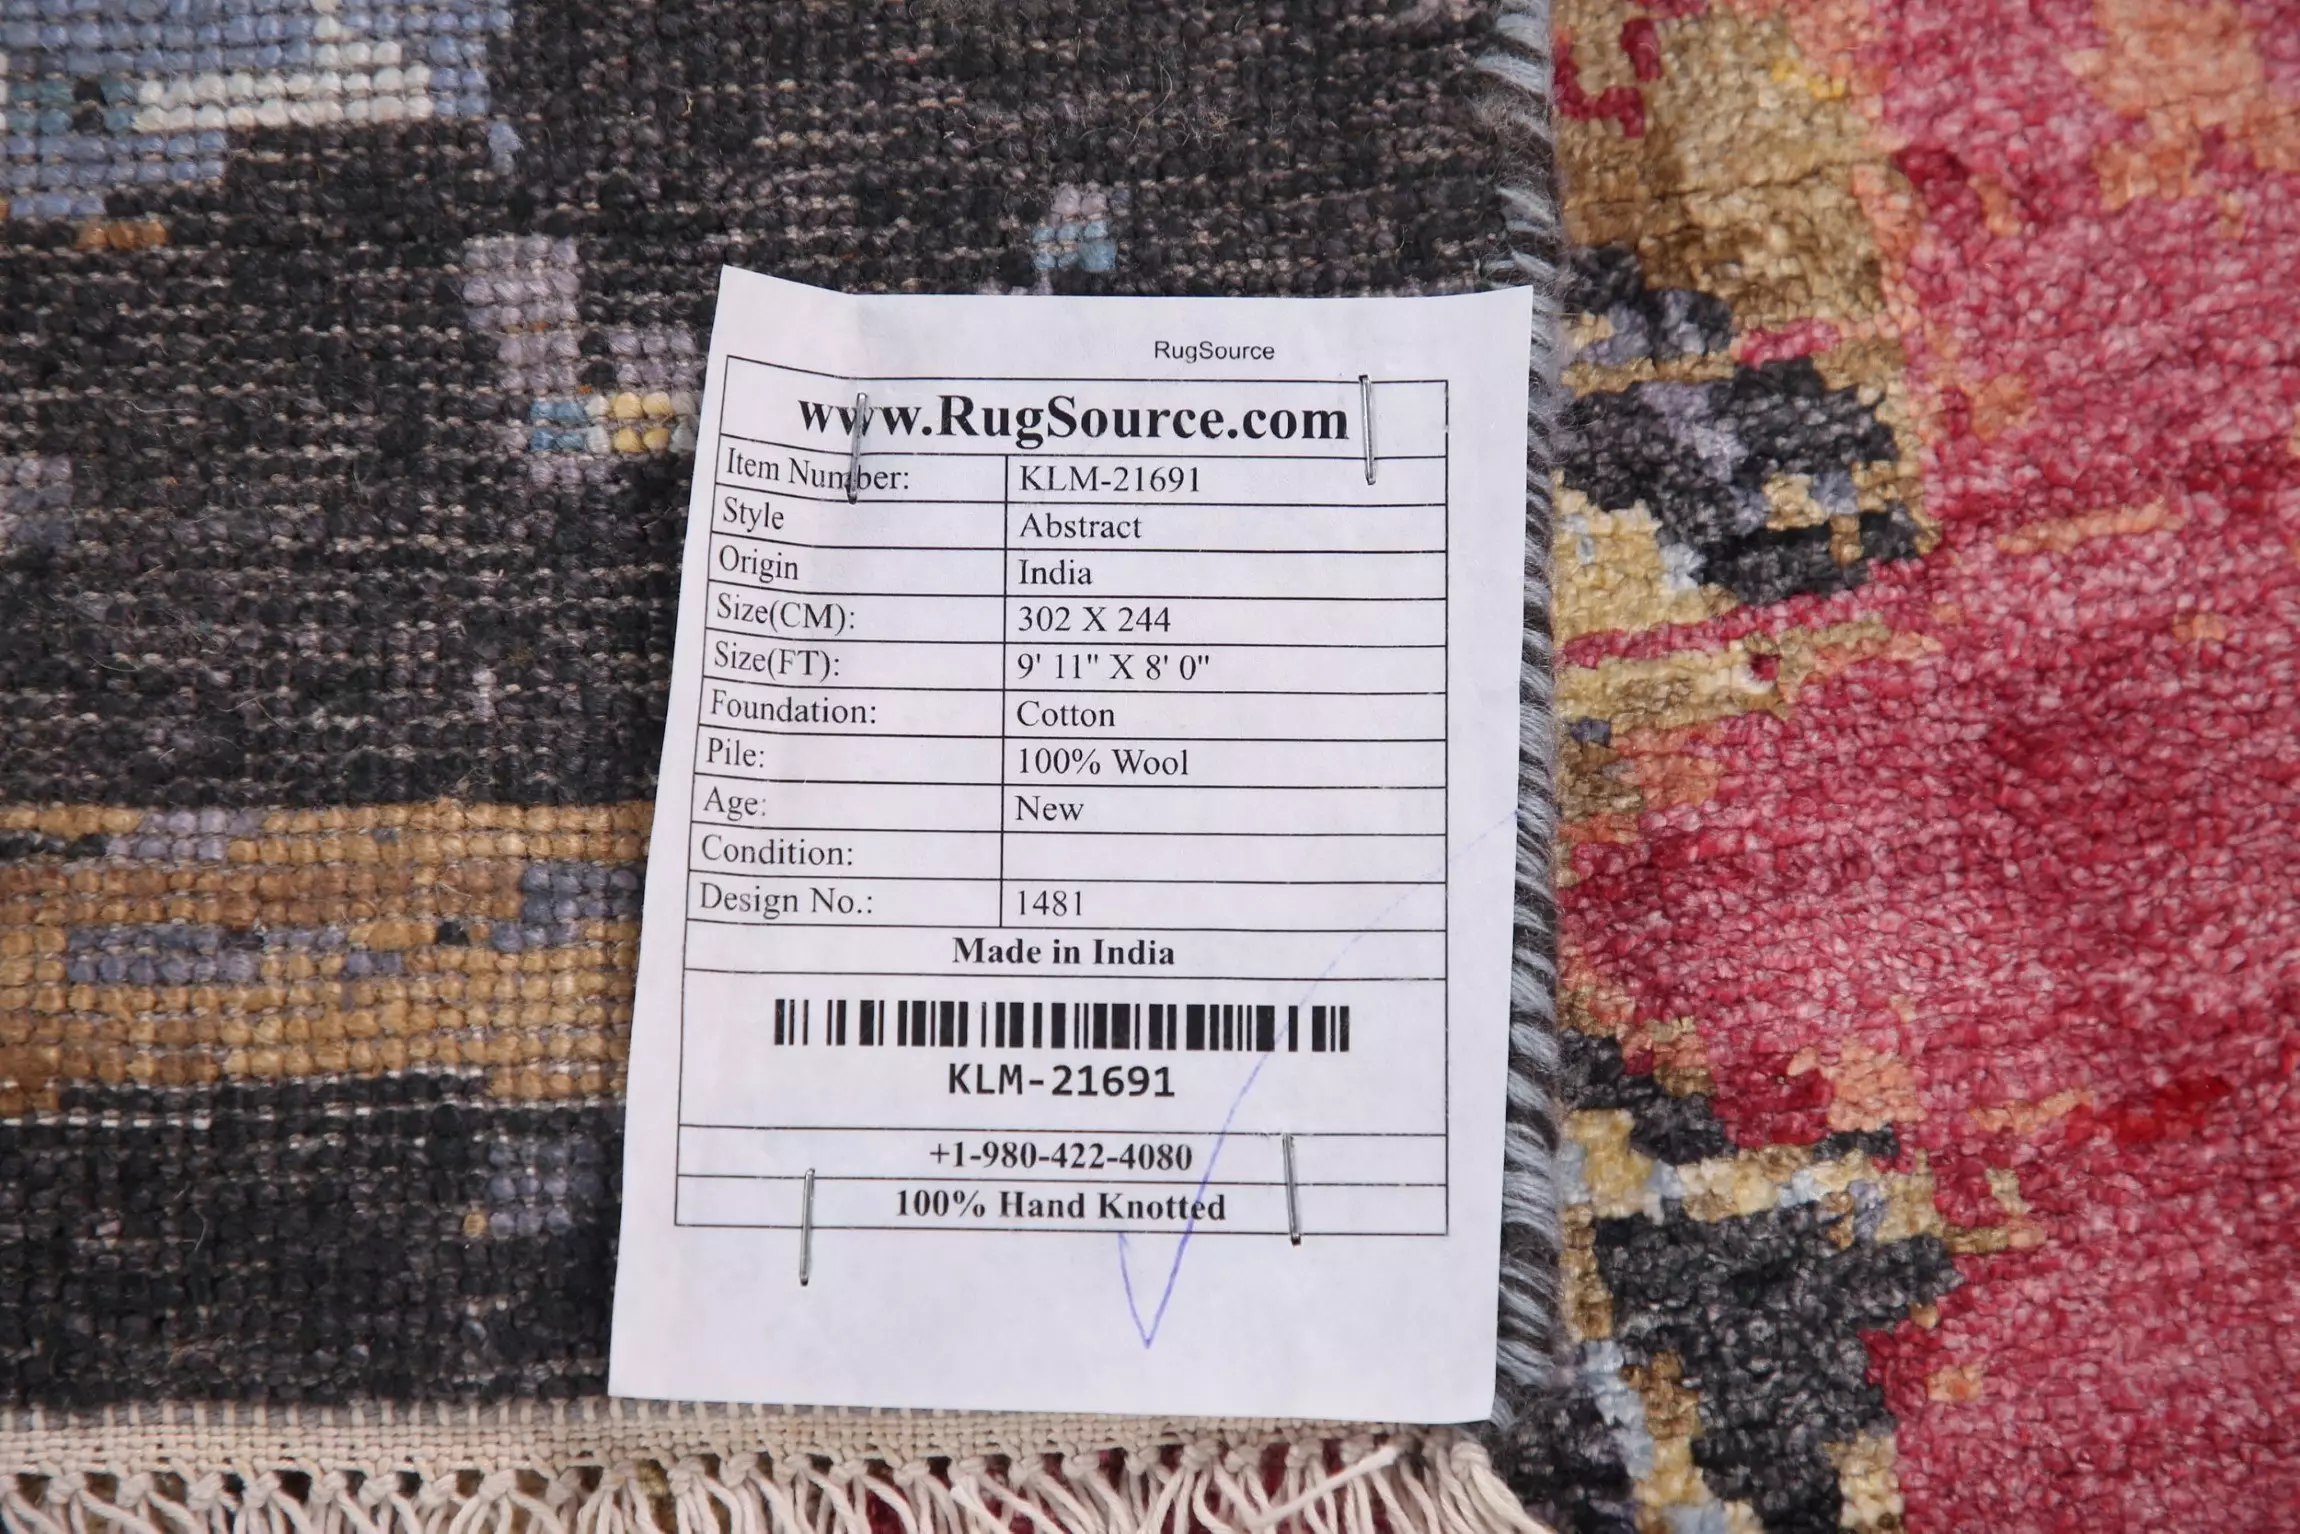 RugSource
www.RugSource.com
Item Number: KLM-21691
Style Abstract
Origin India
Size(CM): 302 X 244
Size(FT): 9' 11" X 8' 0"
Foundation: Cotton
Pile: 100% Wool
Age: New
Condition:
Design No.: 1481
Made in India
KLM-21691
+1-980-422-4080
100% Hand Knotted